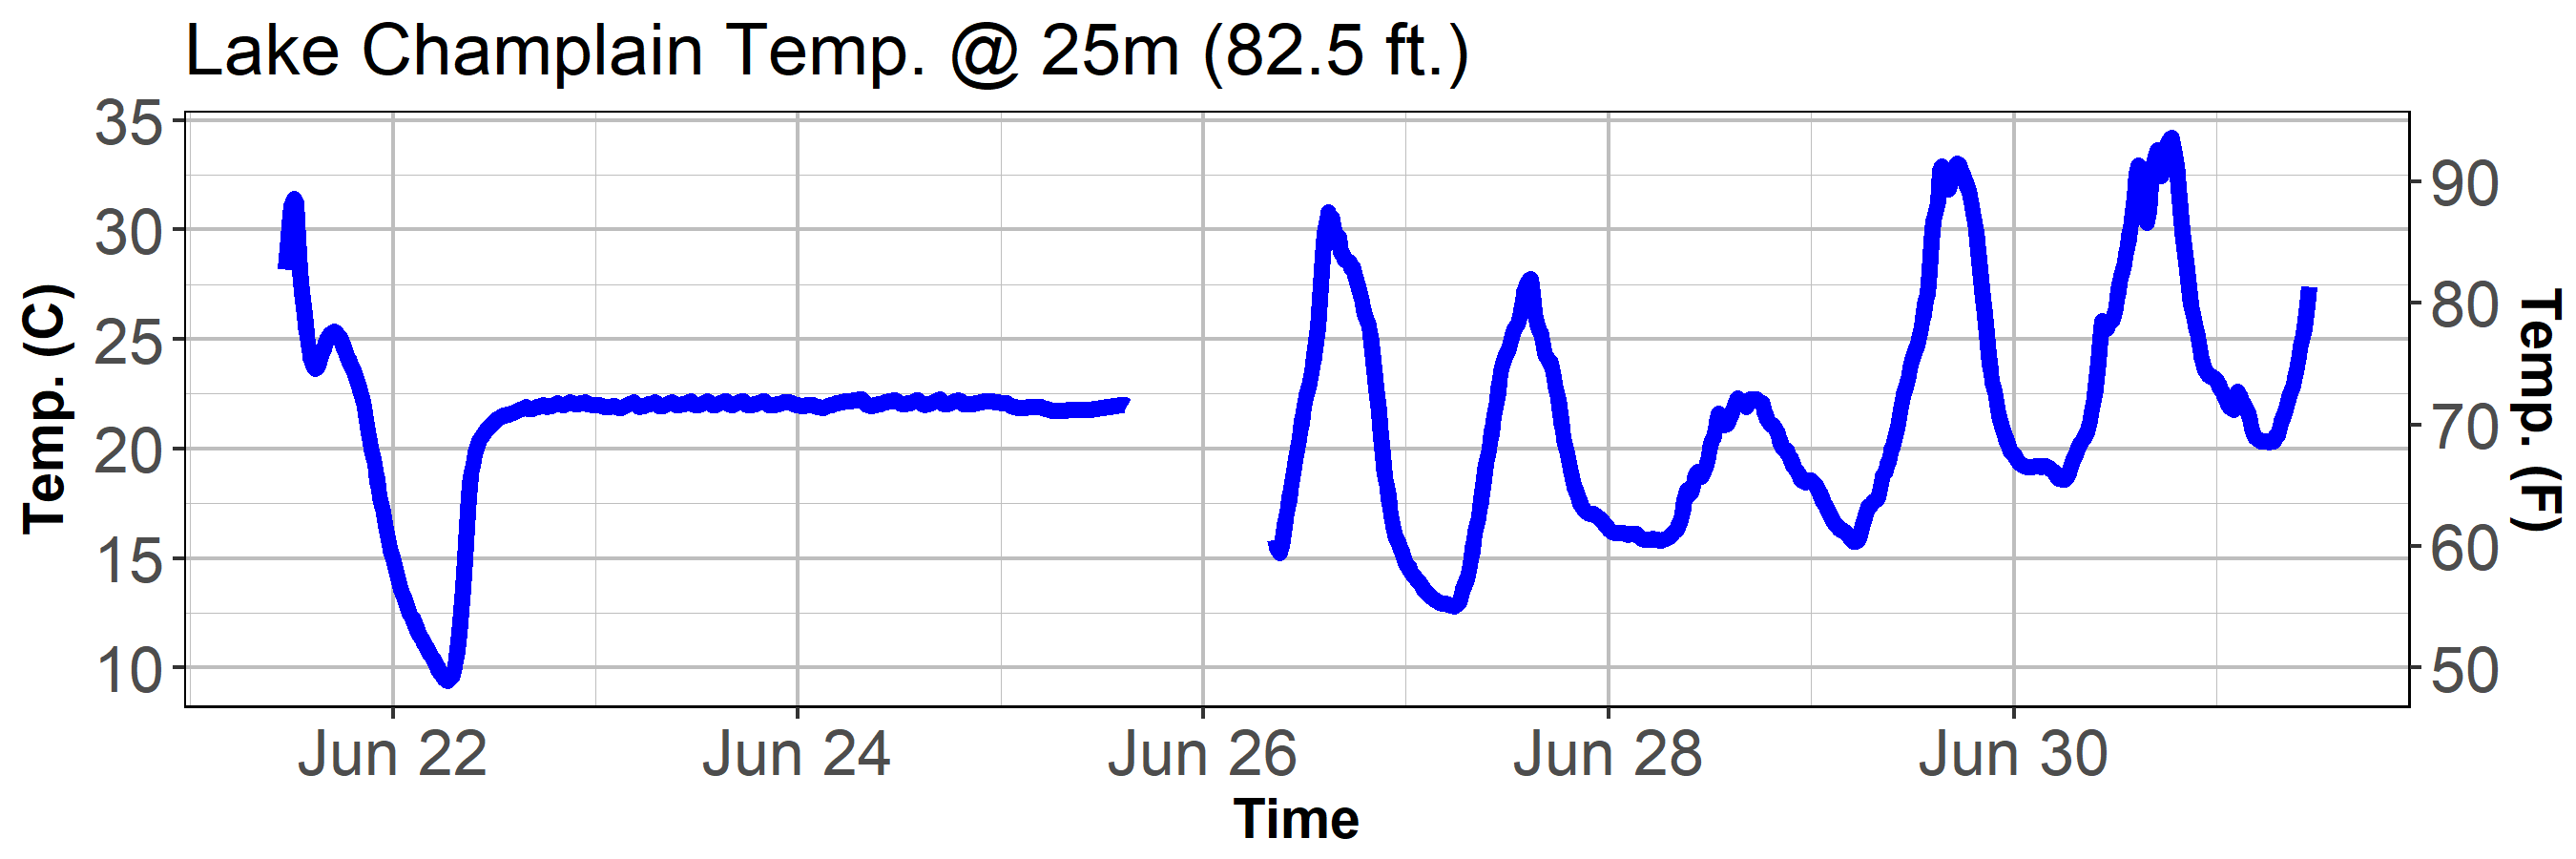 Lake Champlain Temp. @ 25m (82.5 ft.)
Temp. (C)
35
30
25
20
15
10
90
80
70
60
50
Temp. (F)
Jun 22 Jun 24 Jun 26 Jun 28 Jun 30
Time